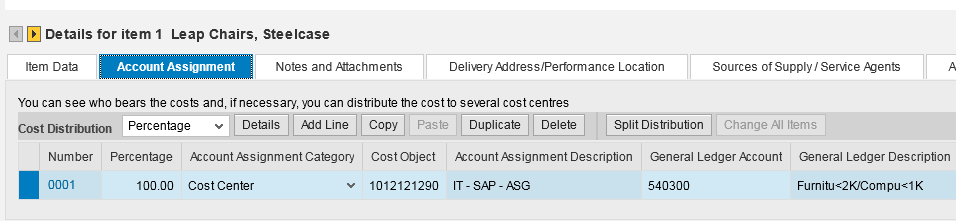 Details for item 1 Leap Chairs, Steelcase
Item Data Account Assignment Notes and Attachments Delivery Address/Performance Location Sources of Supply / Service Agents A
You can see who bears the costs and, if necessary, you can distribute the cost to several cost centres
Cost Distribution Percentage Details Add Line Copy Paste Duplicate Delete Split Distribution Change All Items
Number Percentage Account Assignment Category Cost Object Account Assignment Description General Ledger Account General Ledger Description
0001 100.00 Cost Center 1012121290 IT - SAP - ASG 540300 Furnitu<2K/Compu<1K